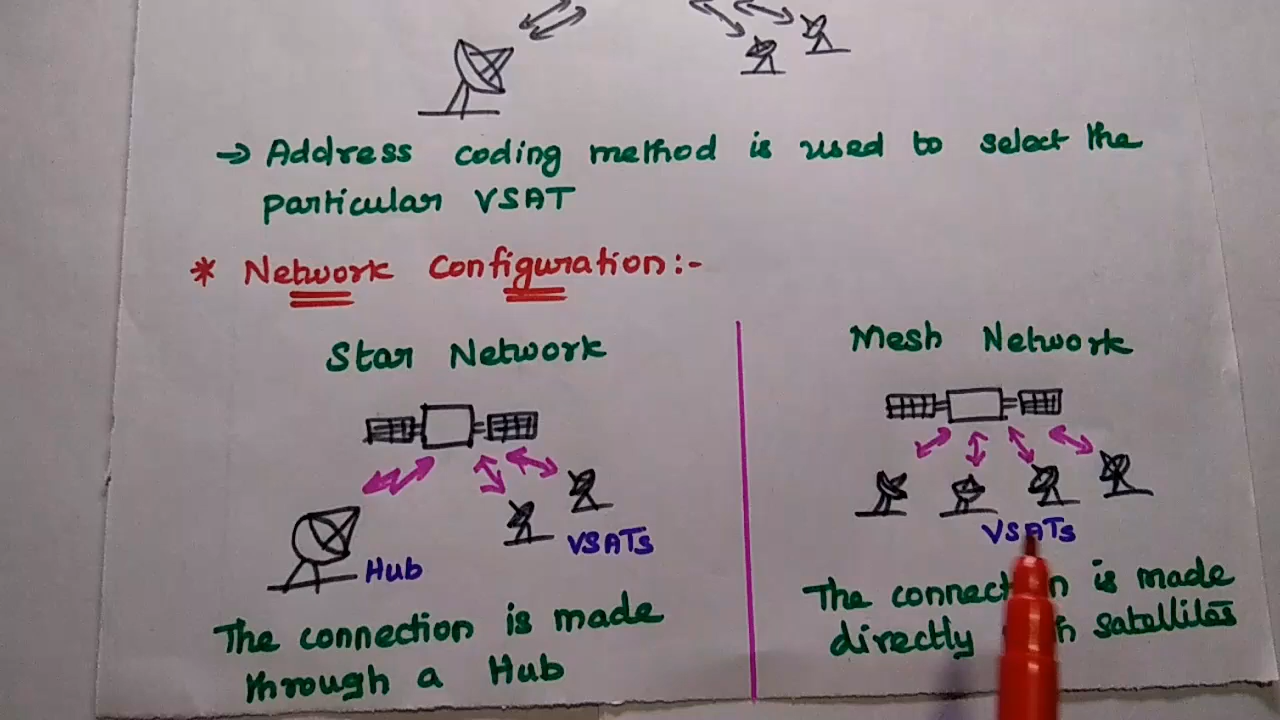 → Address coding method is used to select the
particular VSAT
* Network Configuration:-
Star Network
Hub
VSATs
The connection is made
through a Hub
Mesh Network
VSATs
The is made
directly satellites